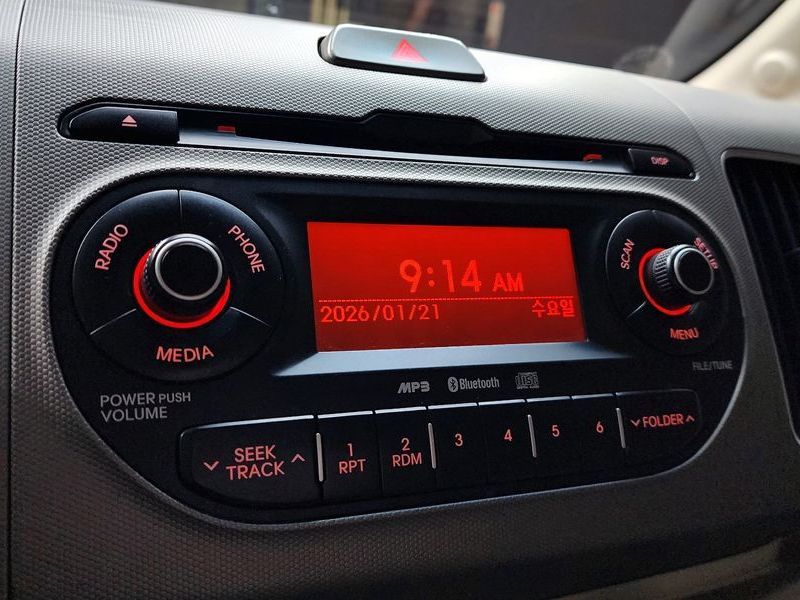 DISP
RADIO
PHONE
MEDIA
POWER PUSH
VOLUME
9:14 AM
2026/01/21 수요일
SCAN
SETUP
MENU
FILE/TUNE
MP3 Bluetooth
SEEK
TRACK
1
RPT
2
RDM
3
4
5
6
FOLDER